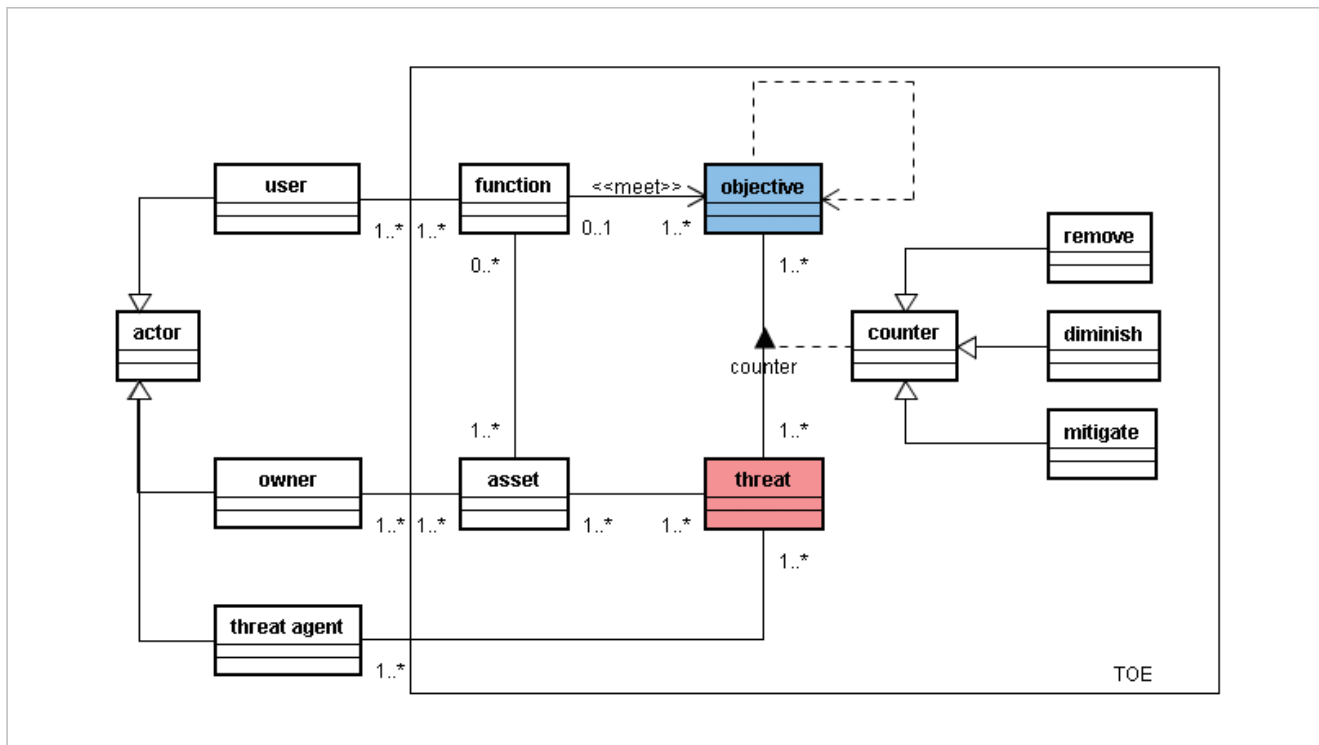 user
function
<<meet>>
objective
1..*
1..*
0..1
1..*
remove
0..*
1..*
actor
counter
diminish
counter
1..*
1..*
mitigate
owner
asset
threat
1..*
1..*
1..*
1..*
1..*
threat agent
1..*
TOE